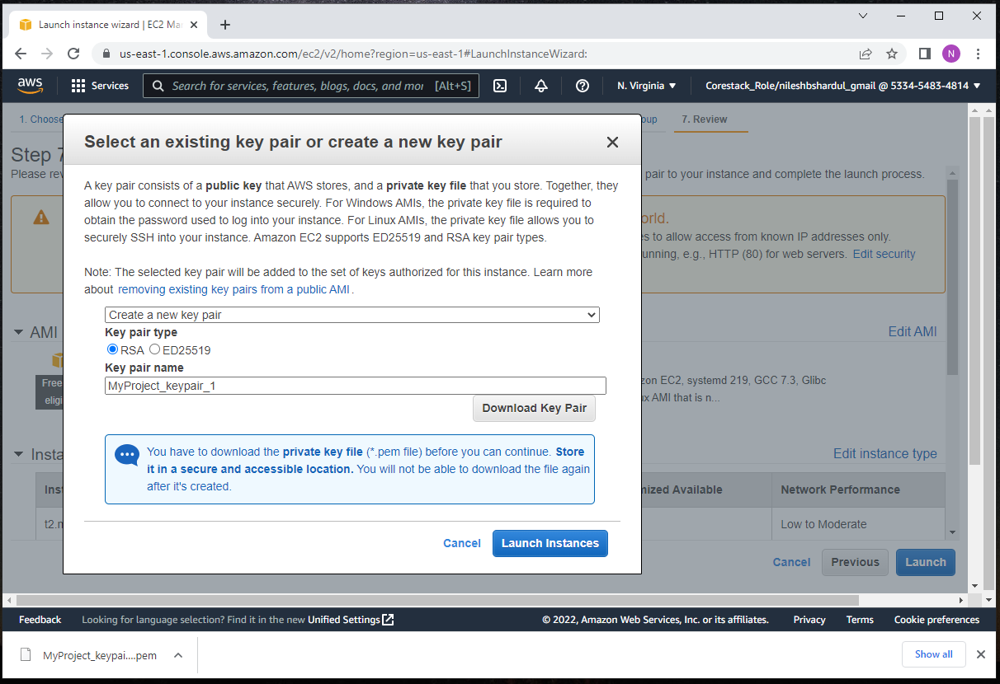 Launch instance wizard | EC2 Ma
us-east-1.console.aws.amazon.com/ec2/v2/home?region=us-east-1#LaunchInstanceWizard:
N
aws
Services
Search for services, features, blogs, docs, and mor
[Alt+S]
N. Virginia
Corestack_Role/nileshbshardul_gmail @ 5334-5483-4814
1. Choose
oup
7. Review
Step 7
Please rev
pair to your instance and complete the launch process.
Select an existing key pair or create a new key pair
A key pair consists of a public key that AWS stores, and a private key file that you store. Together, they
allow you to connect to your instance securely. For Windows AMIs, the private key file is required to
obtain the password used to log into your instance. For Linux AMIs, the private key file allows you to
securely SSH into your instance. Amazon EC2 supports ED25519 and RSA key pair types.
Note: The selected key pair will be added to the set of keys authorized for this instance. Learn more
about removing existing key pairs from a public AMI .
Create a new key pair
Key pair type
RSA ED25519
Key pair name
MyProject_keypair_1
Download Key Pair
You have to download the private key file (*.pem file) before you can continue. Store
it in a secure and accessible location. You will not be able to download the file again
after it's created.
Cancel
Launch Instances
orld.
s to allow access from known IP addresses only.
unning, e.g., HTTP (80) for web servers. Edit security
AMI
Edit AMI
Free
eligi
zon EC2, systemd 219, GCC 7.3, Glibc
x AMI that is n...
Insta
Edit instance type
Inst
mized Available
Network Performance
t2.m
Low to Moderate
Cancel
Previous
Launch
Feedback
Looking for language selection? Find it in the new Unified Settings
© 2022, Amazon Web Services, Inc. or its affiliates.
Privacy
Terms
Cookie preferences
MyProject_keypai....pem
Show all